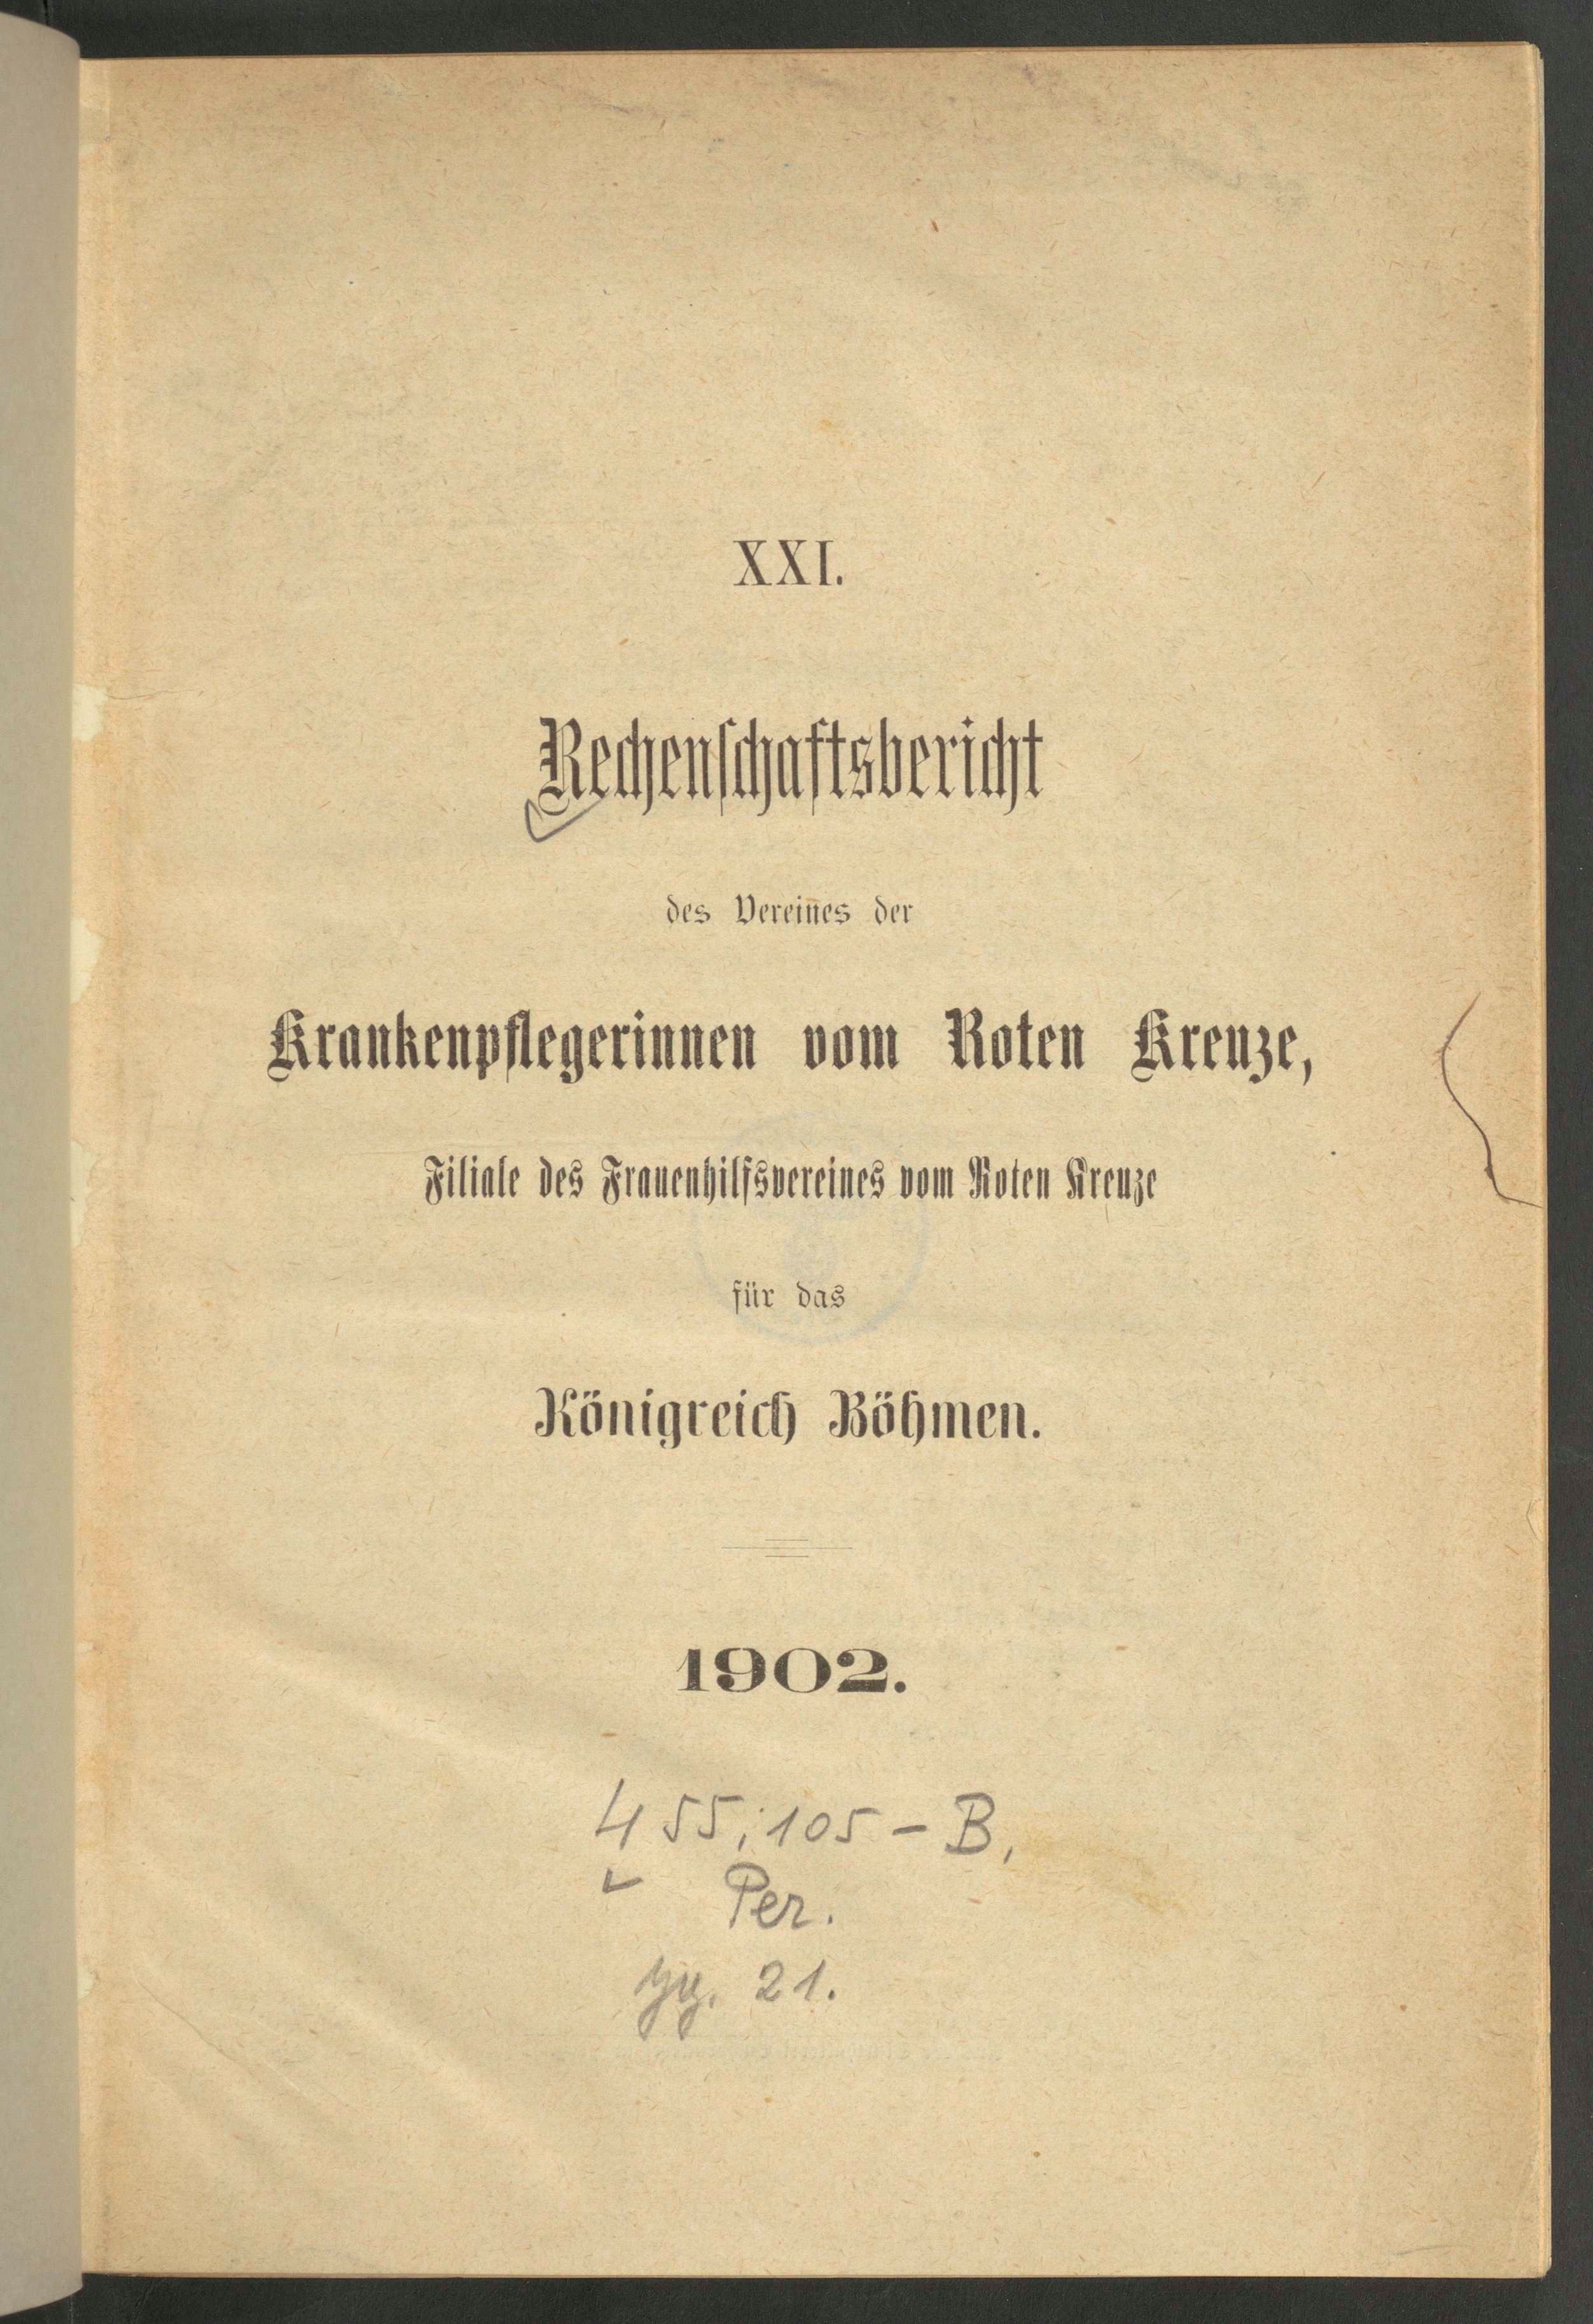 XXI.
Rechenschaftsbericht
des Vereines der
Krankenpflegerinnen vom Roten Kreuze,
Filiale des Frauenhilfsvereines vom Roten Kreuze
für das
Königreich Böhmen.
1902.
455,105-B,
Per.
Jg. 21.